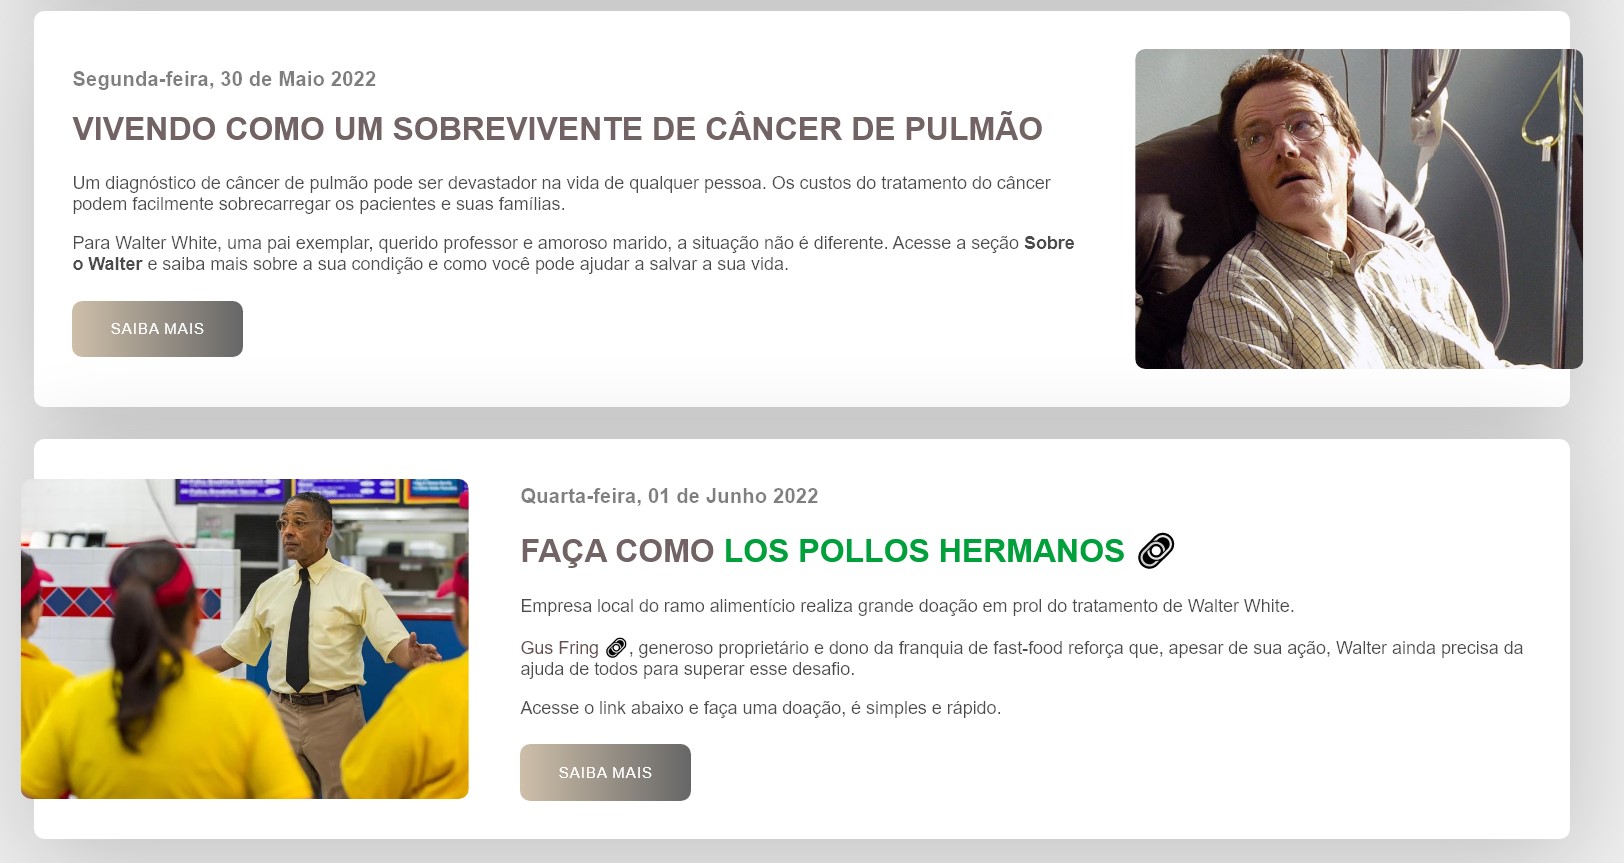 Segunda-feira, 30 de Maio 2022
VIVENDO COMO UM SOBREVIVENTE DE CÂNCER DE PULMÃO
Um diagnóstico de câncer de pulmão pode ser devastador na vida de qualquer pessoa. Os custos do tratamento do câncer
podem facilmente sobrecarregar os pacientes e suas famílias.
Para Walter White, uma pai exemplar, querido professor e amoroso marido, a situação não é diferente. Acesse a seção Sobre
o Walter e saiba mais sobre a sua condição e como você pode ajudar a salvar a sua vida.
SAIBA MAIS
Quarta-feira, 01 de Junho 2022
FAÇA COMO LOS POLLOS HERMANOS
Empresa local do ramo alimentício realiza grande doação em prol do tratamento de Walter White.
Gus Fring , generoso proprietário e dono da franquia de fast-food reforça que, apesar de sua ação, Walter ainda precisa da
ajuda de todos para superar esse desafio.
Acesse o link abaixo e faça uma doação, é simples e rápido.
SAIBA MAIS